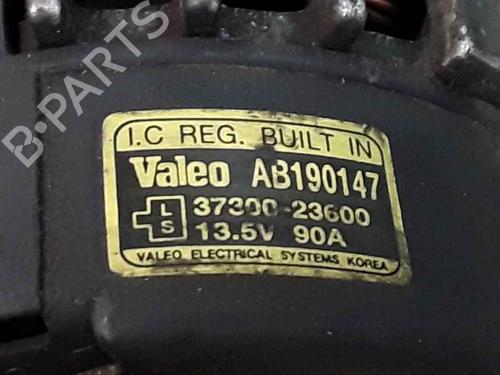 B-PARTS
I.C REG. BUILT IN
Valeo AB190147
L 37300-23600
S 13.5V 90A
VALEO ELECTRICAL SYSTEMS KOREA